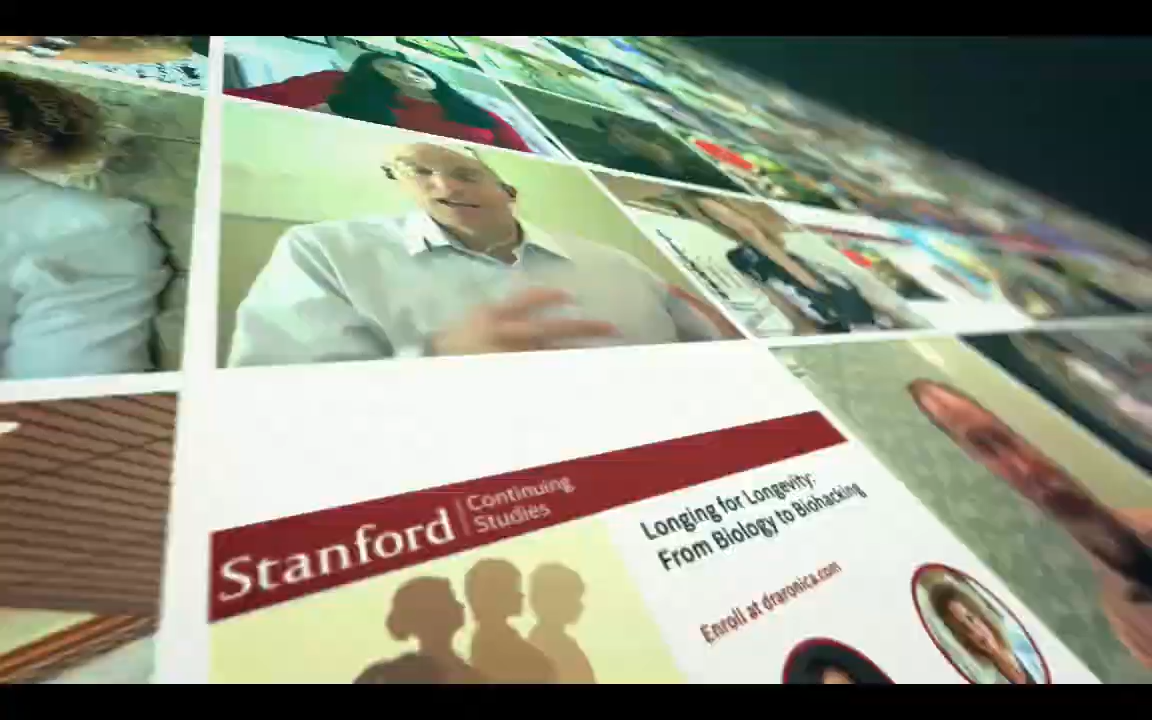 Stanford
Continuing
Studies
Longing for Longevity:
From Biology to Biohacking
Enroll at draronica.com